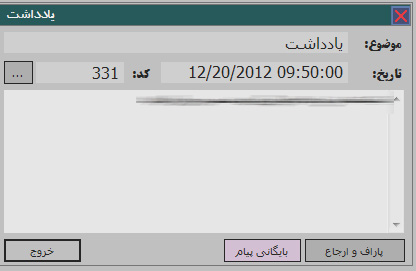 یادداشت
موضوع: یادداشت
تاریخ: 12/20/2012 09:50:00 کد: 331 ...
پاراف و ارجاع بایگانی پیام خروج